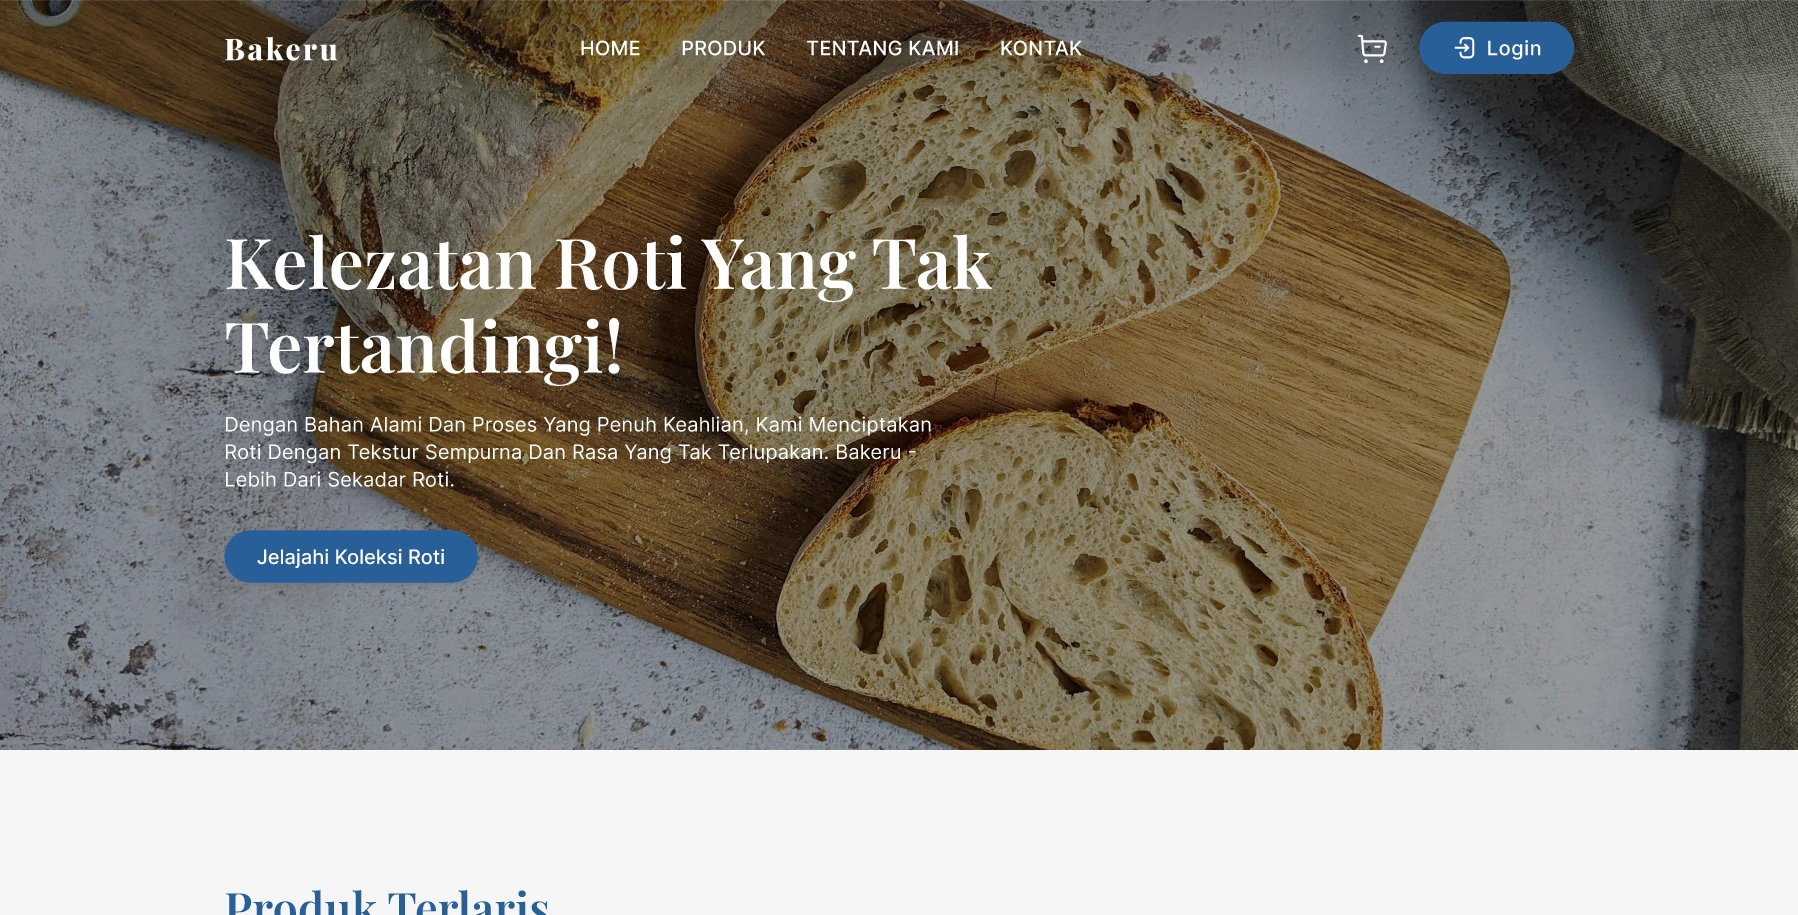 Bakeru
HOME
PRODUK
TENTANG KAMI
KONTAK
Login
Kelezatan Roti Yang Tak
Tertandingi!
Dengan Bahan Alami Dan Proses Yang Penuh Keahlian, Kami Menciptakan
Roti Dengan Tekstur Sempurna Dan Rasa Yang Tak Terlupakan. Bakeru -
Lebih Dari Sekadar Roti.
Jelajahi Koleksi Roti
Produk Terlaris